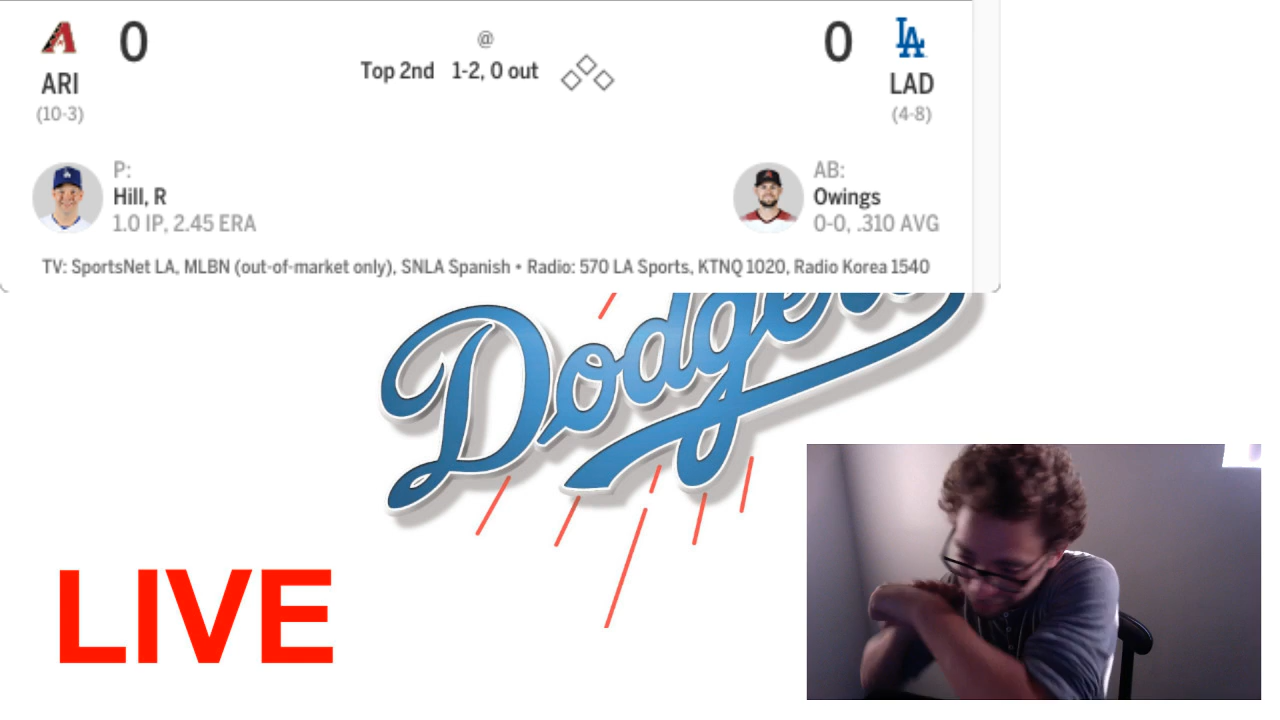 0
@
0
Top 2nd 1-2, 0 out
ARI
LAD
(10-3)
(4-8)
P:
Hill, R
1.0 IP, 2.45 ERA
AB:
Owings
0-0, .310 AVG
TV: SportsNet LA, MLBN (out-of-market only), SNLA Spanish • Radio: 570 LA Sports, KTNQ 1020, Radio Korea 1540
Dodgers
LIVE
A
LA